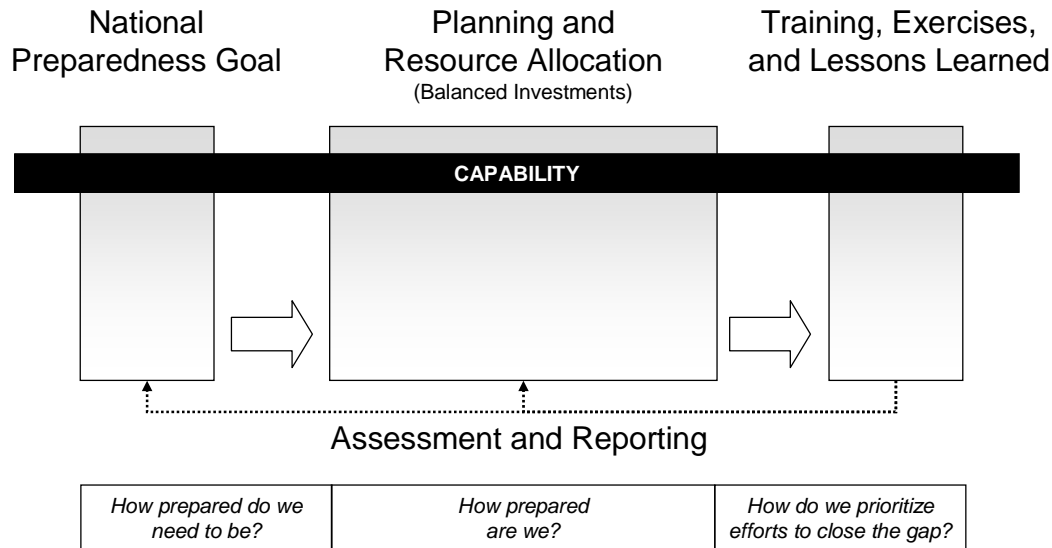 National
Preparedness Goal
Planning and
Resource Allocation
(Balanced Investments)
Training, Exercises,
and Lessons Learned
CAPABILITY
Assessment and Reporting
How prepared do we
need to be?
How prepared
are we?
How do we prioritize
efforts to close the gap?